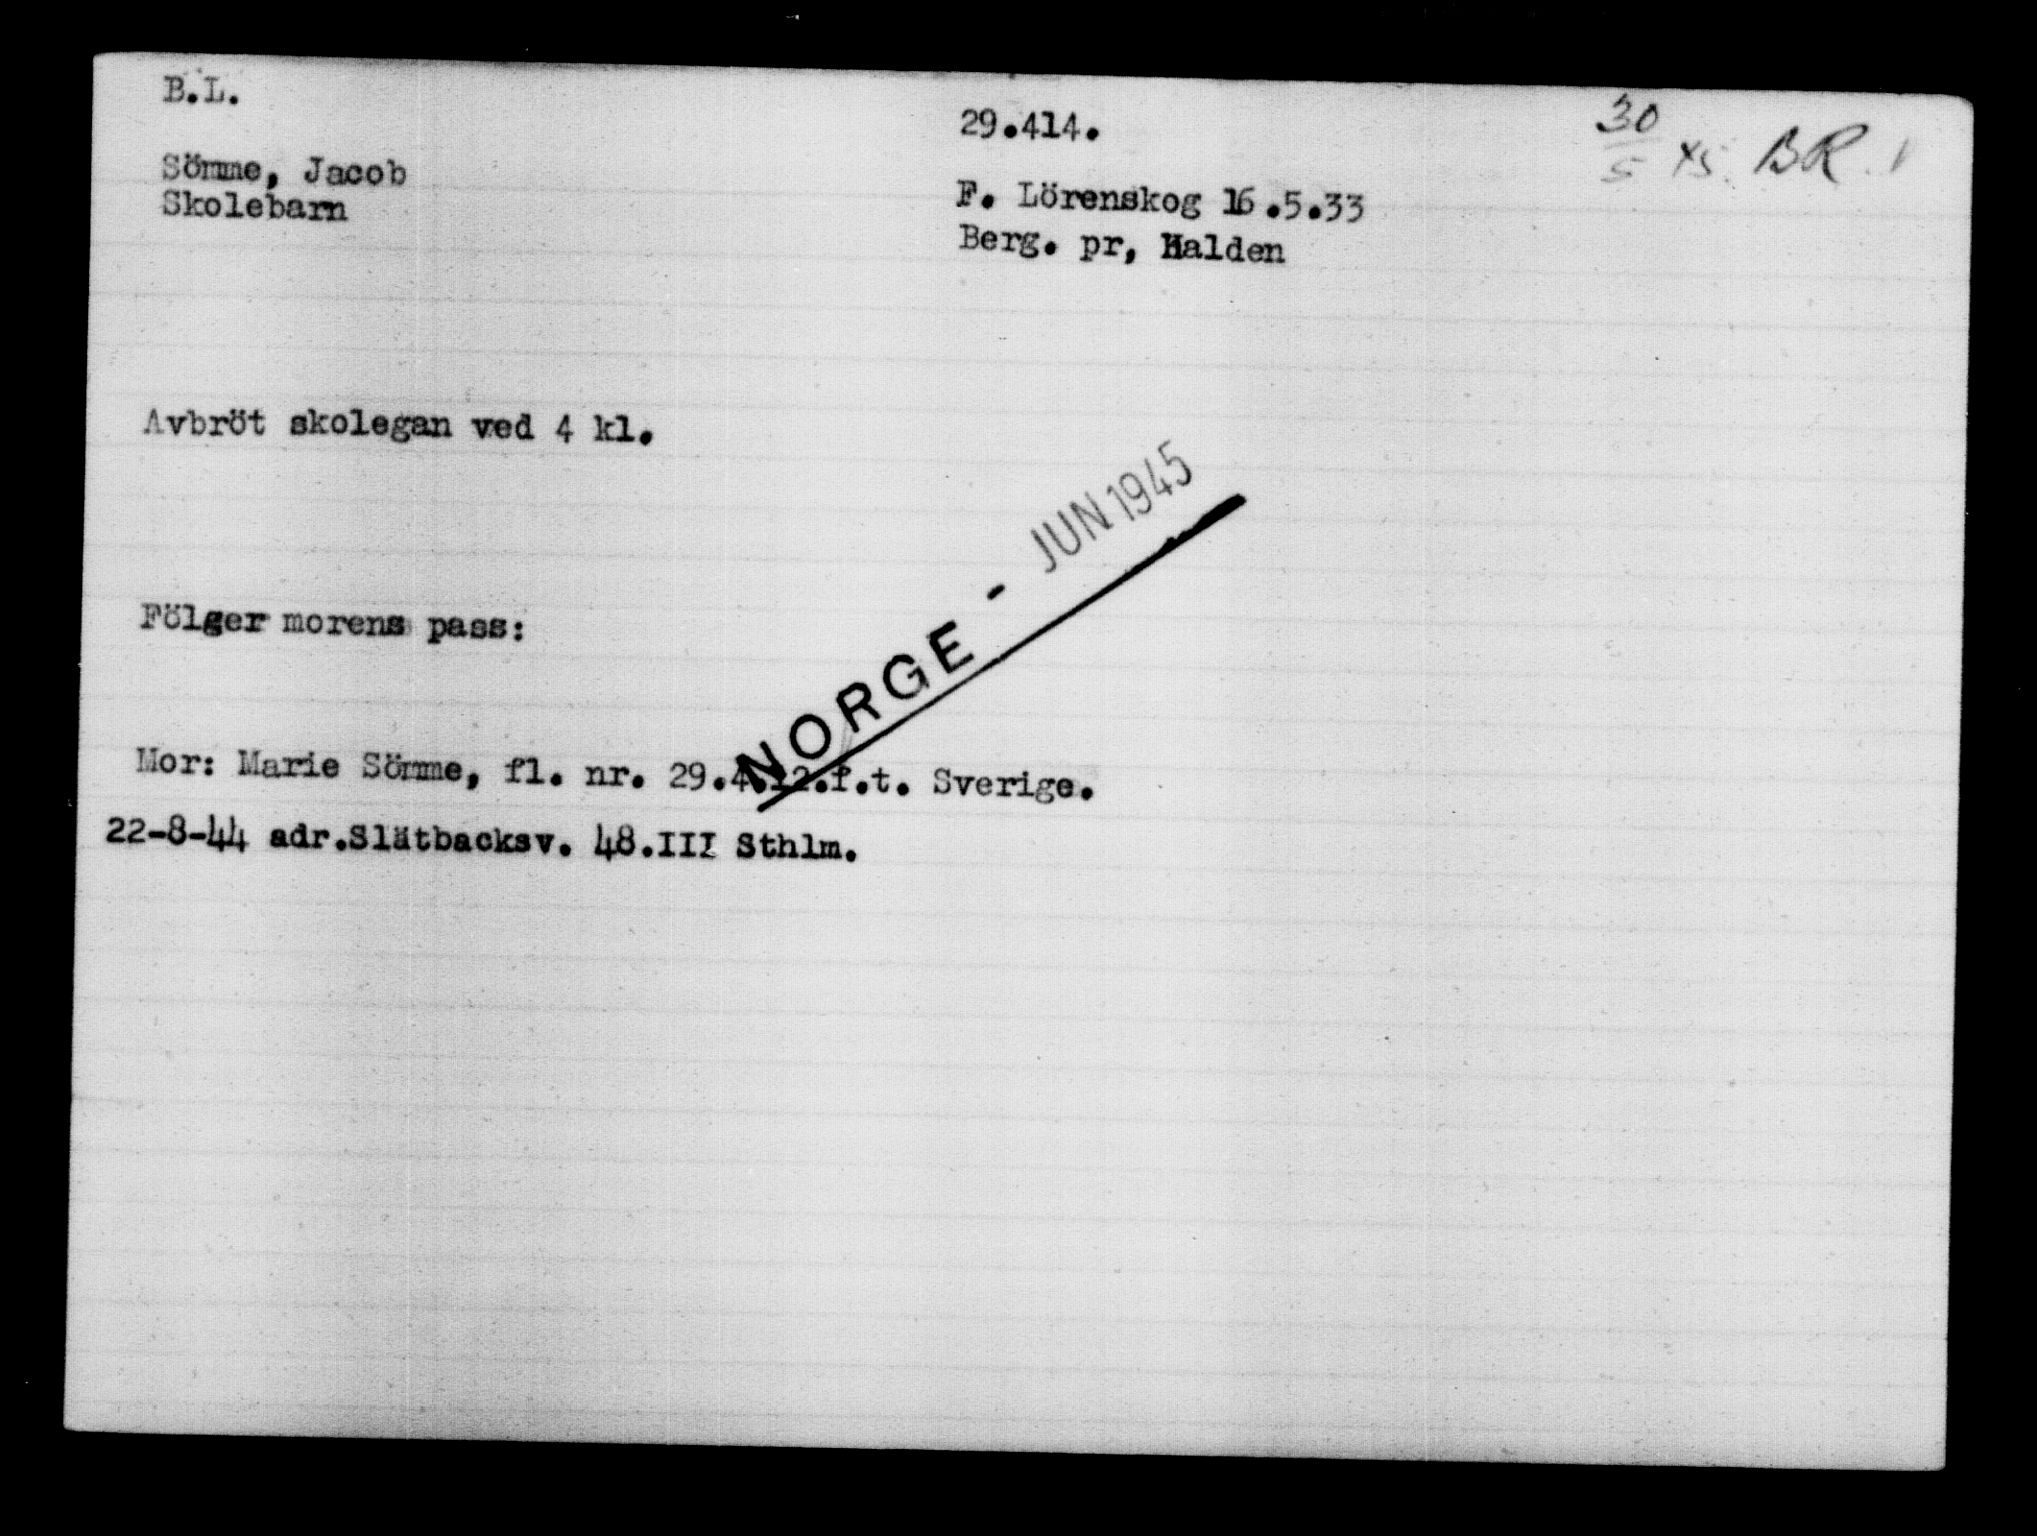 B.L.
29.414.
30/5 45. BR.
Sömme, Jacob
Skolebarn
F. Lörenskog 16.5.33
Berg. pr, Halden
Avbröt skolegan ved 4 kl.
- JUN 1945
NORGE
Fölger morens pass:
Mor: Marie Sömme, fl. nr. 29.412.f.t. Sverige.
22-8-44 adr.Slätbacksv. 48.III Sthlm.